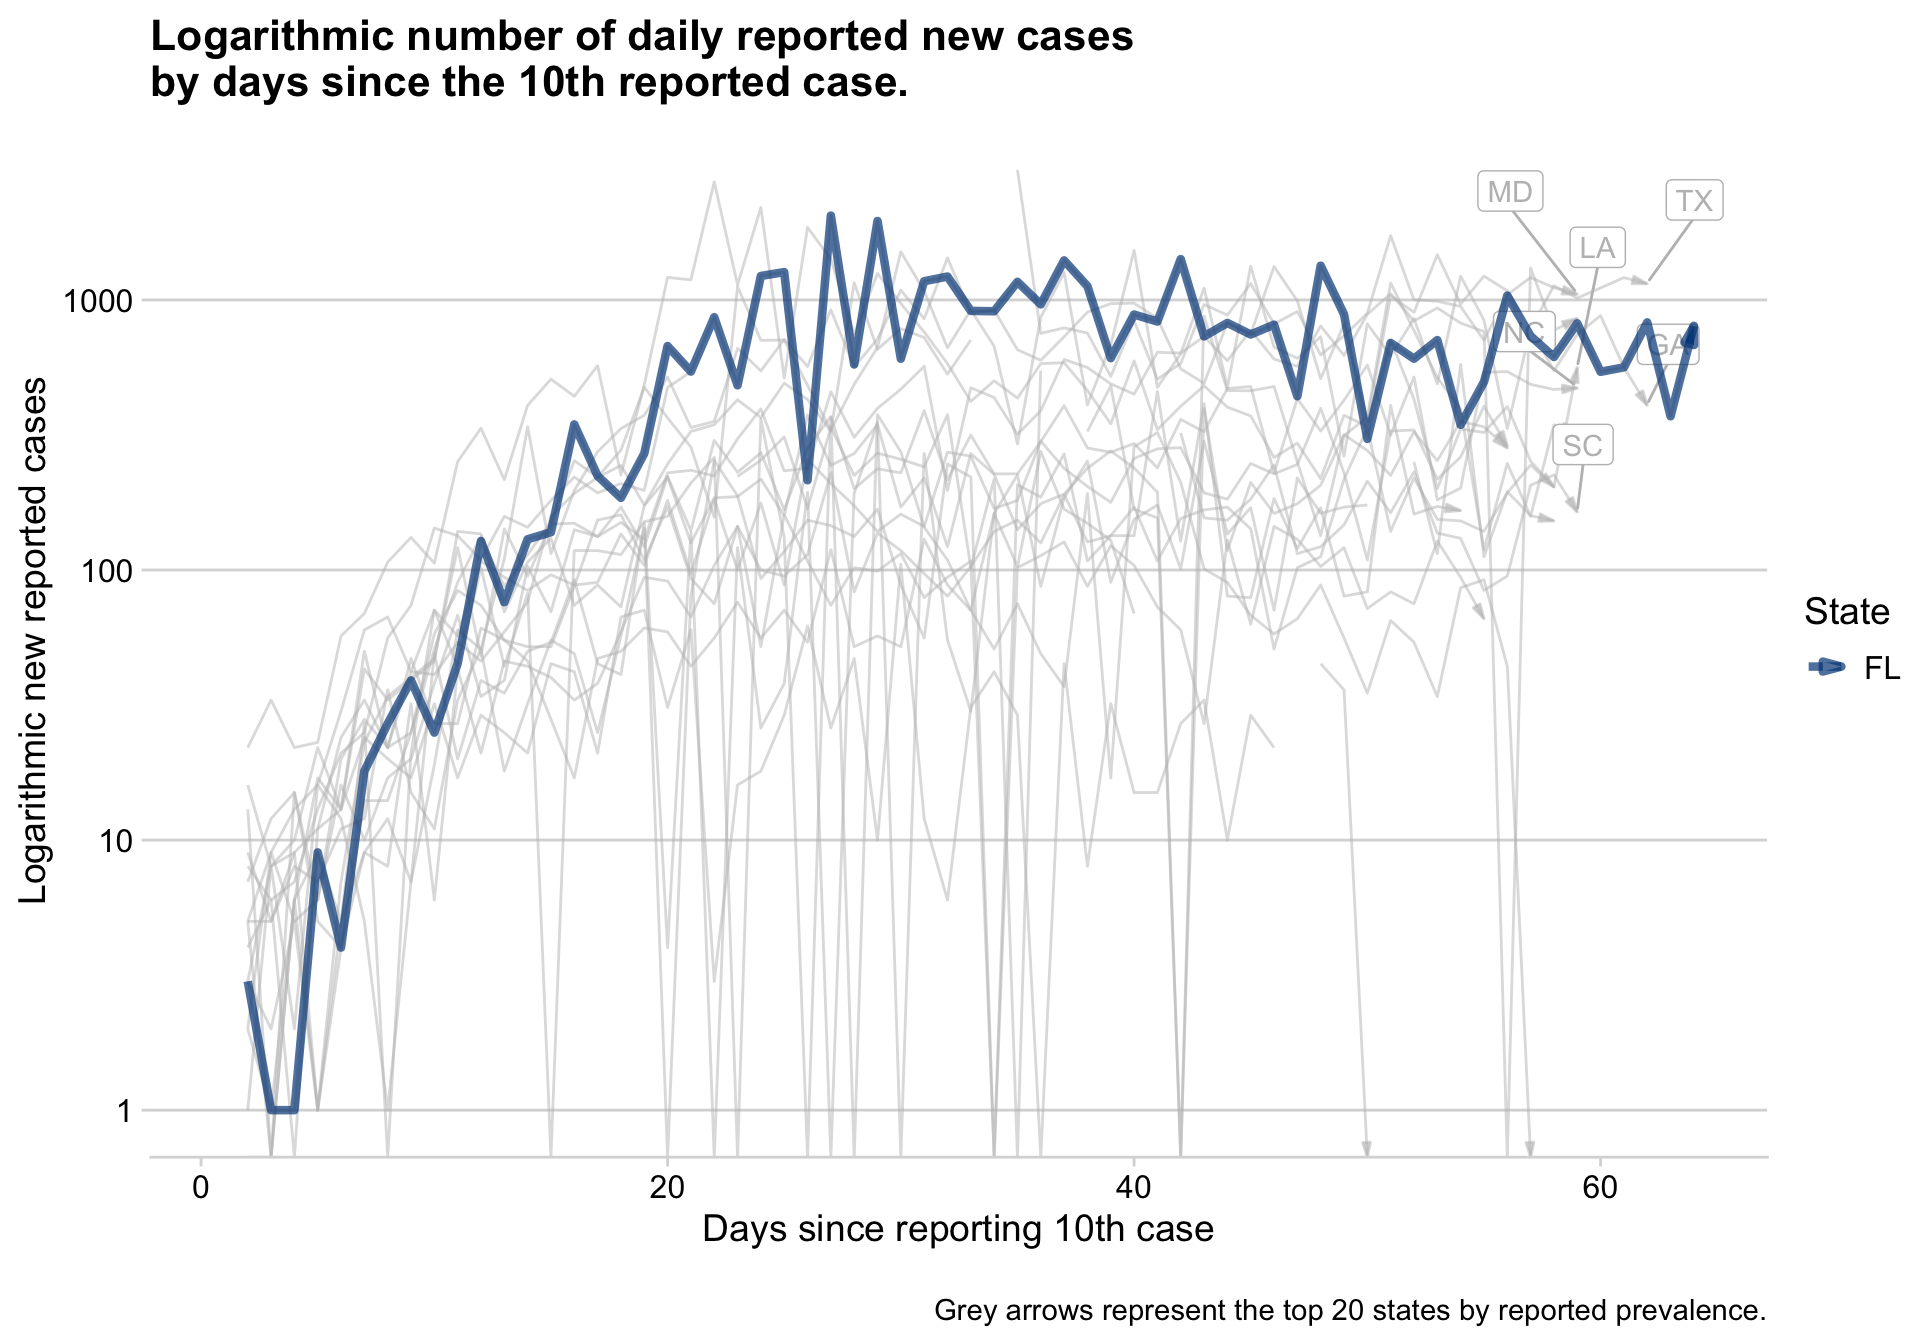 Logarithmic number of daily reported new cases
by days since the 10th reported case.
MD
TX
LA
1000
NC
GA
Logarithmic new reported cases
SC
100
State
FL
10
1
0
20
40
60
Days since reporting 10th case
Grey arrows represent the top 20 states by reported prevalence.